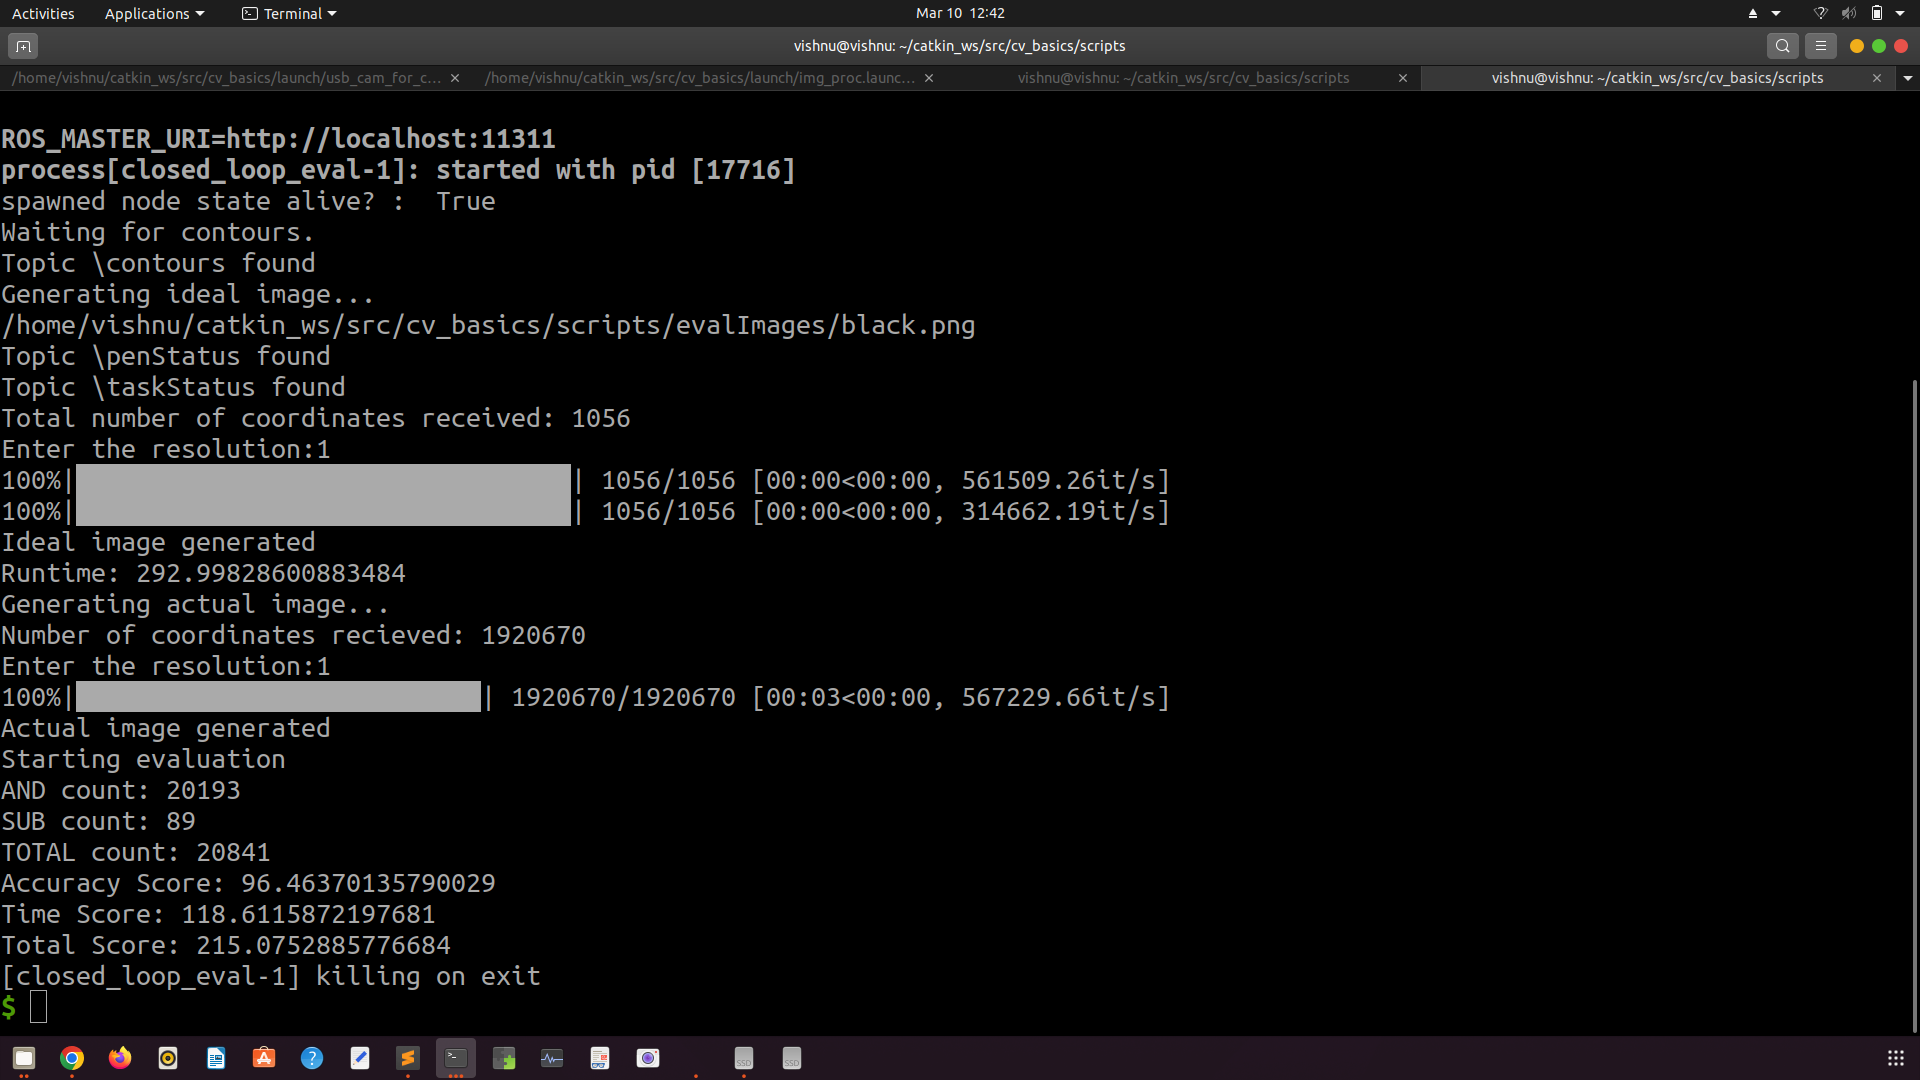 Activities Applications Terminal Mar 10 12:42
vishnu@vishnu: ~/catkin_ws/src/cv_basics/scripts
/home/vishnu/catkin_ws/src/cv_basics/launch/usb_cam_for_c... /home/vishnu/catkin_ws/src/cv_basics/launch/img_proc.launc... vishnu@vishnu: ~/catkin_ws/src/cv_basics/scripts vishnu@vishnu: ~/catkin_ws/src/cv_basics/scripts
ROS_MASTER_URI=http://localhost:11311
process[closed_loop_eval-1]: started with pid [17716]
spawned node state alive? :  True
Waiting for contours.
Topic \contours found
Generating ideal image...
/home/vishnu/catkin_ws/src/cv_basics/scripts/evalImages/black.png
Topic \penStatus found
Topic \taskStatus found
Total number of coordinates received: 1056
Enter the resolution:1
100%| | 1056/1056 [00:00<00:00, 561509.26it/s]
100%| | 1056/1056 [00:00<00:00, 314662.19it/s]
Ideal image generated
Runtime: 292.99828600883484
Generating actual image...
Number of coordinates recieved: 1920670
Enter the resolution:1
100%| | 1920670/1920670 [00:03<00:00, 567229.66it/s]
Actual image generated
Starting evaluation
AND count: 20193
SUB count: 89
TOTAL count: 20841
Accuracy Score: 96.46370135790029
Time Score: 118.6115872197681
Total Score: 215.0752885776684
[closed_loop_eval-1] killing on exit
$
SSD SSD